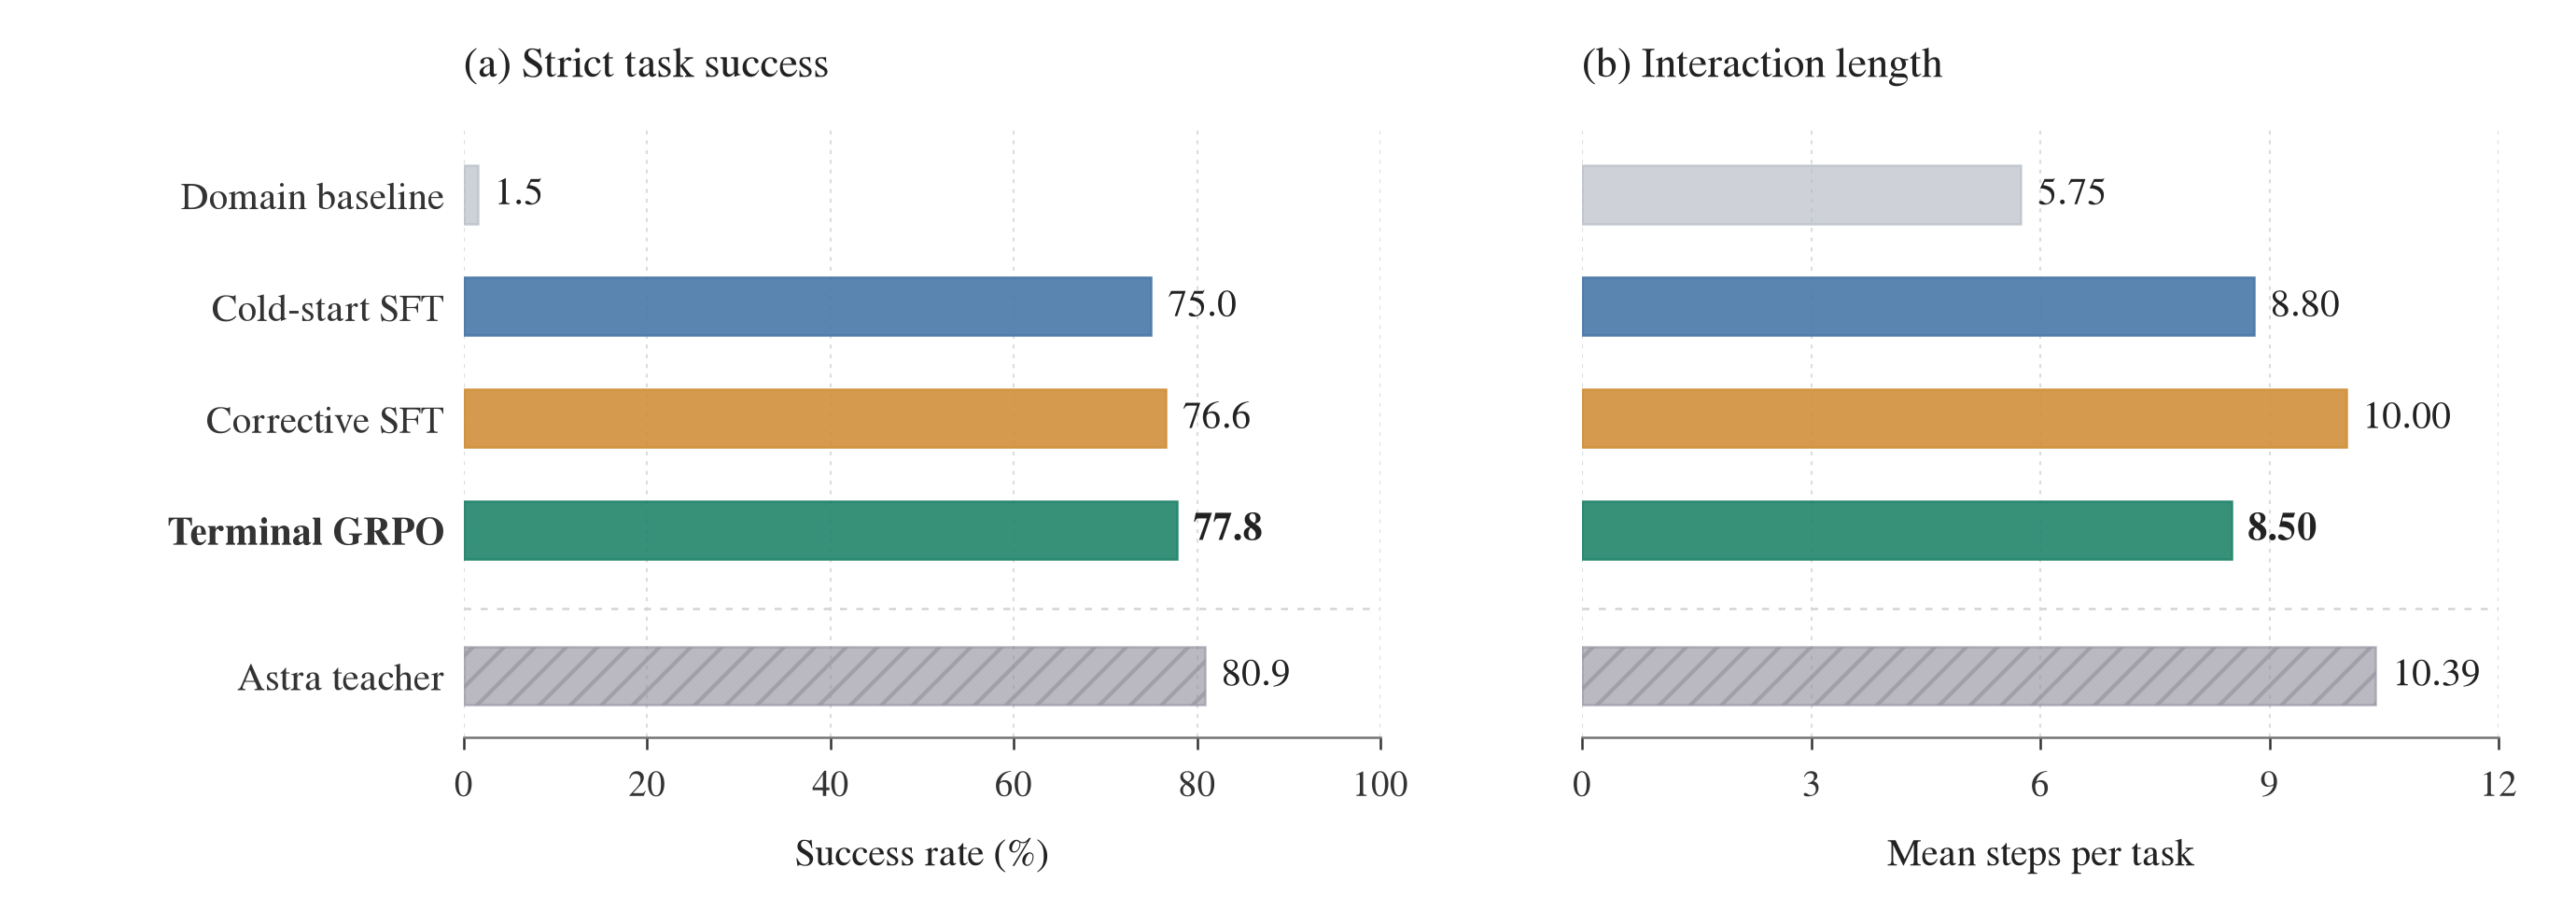 (a) Strict task success
Domain baseline 1.5
Cold-start SFT 75.0
Corrective SFT 76.6
Terminal GRPO 77.8
Astra teacher 80.9
0 20 40 60 80 100
Success rate (%)
(b) Interaction length
5.75
8.80
10.00
8.50
10.39
0 3 6 9 12
Mean steps per task